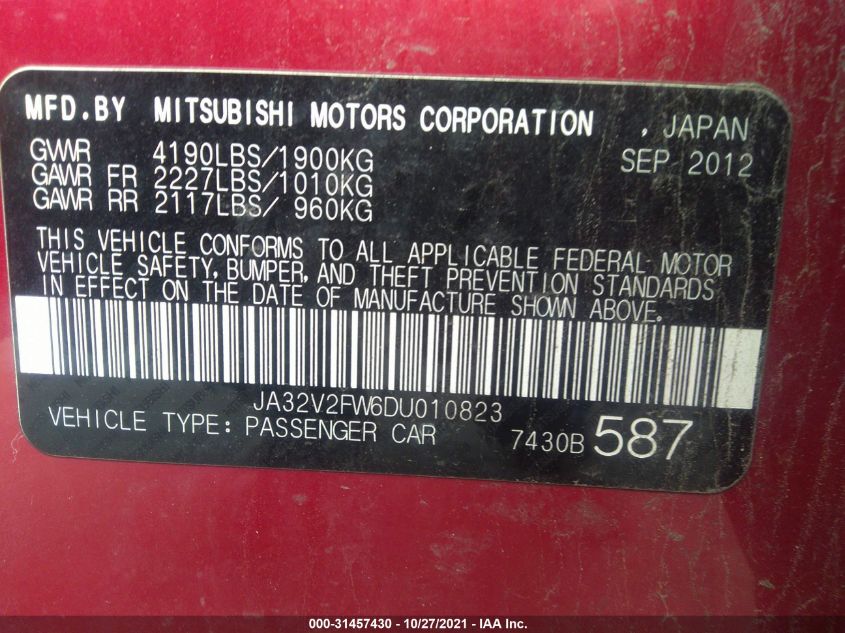 MFD.BY MITSUBISHI MOTORS CORPORATION , JAPAN
GVWR 4190LBS/1900KG SEP 2012
GAWR FR 2227LBS/1010KG
GAWR RR 2117LBS/ 960KG
THIS VEHICLE CONFORMS TO ALL APPLICABLE FEDERAL MOTOR
VEHICLE SAFETY, BUMPER, AND THEFT PREVENTION STANDARDS
IN EFFECT ON THE DATE OF MANUFACTURE SHOWN ABOVE.
JA32V2FW6DU010823
VEHICLE TYPE: PASSENGER CAR 7430B 587
000-31457430 - 10/27/2021 - IAA Inc.